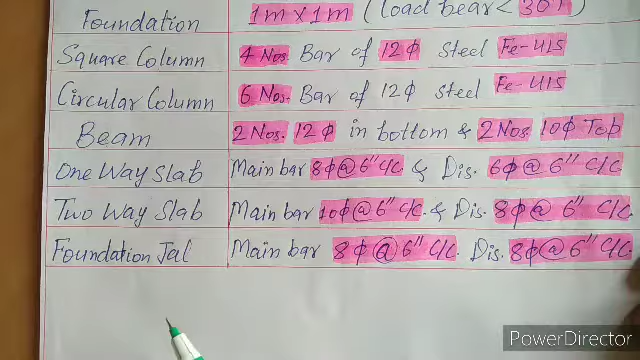 Foundation 1m x 1m (load bear < 30T
Square Column 4 Nos Bar of 12ϕ Steel Fe-415
Circular Column 6 Nos. Bar of 12ϕ Steel Fe-415
Beam 2 Nos. 12ϕ in bottom & 2 Nos 10ϕ Top
One Way Slab Main bar 8ϕ@6" C/C & Dis. 6ϕ@6" C/C
Two Way Slab Main bar 10ϕ@6" C/C. & Dis. 8ϕ@6" C/C
Foundation Jal Main bar 8ϕ@6" C/C. Dis. 8ϕ@6" C/C.
PowerDirector